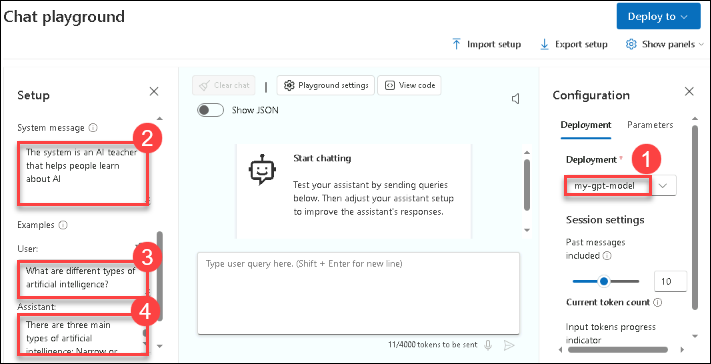 Chat playground
Deploy to
Import setup
Export setup
Show panels
Setup
System message
2
The system is an AI teacher
that helps people learn
about AI
Examples
User:
3
What are different types of
artificial intelligence?
Assistant:
4
There are three main
types of artificial
intelligence: Narrow or
Clear chat
Playground settings
View code
Show JSON
Start chatting
Test your assistant by sending queries
below. Then adjust your assistant setup
to improve the assistant's responses.
Type user query here. (Shift + Enter for new line)
11/4000 tokens to be sent
Configuration
Deployment
Parameters
1
Deployment *
my-gpt-model
Session settings
Past messages
included
10
Current token count
Input tokens progress
indicator